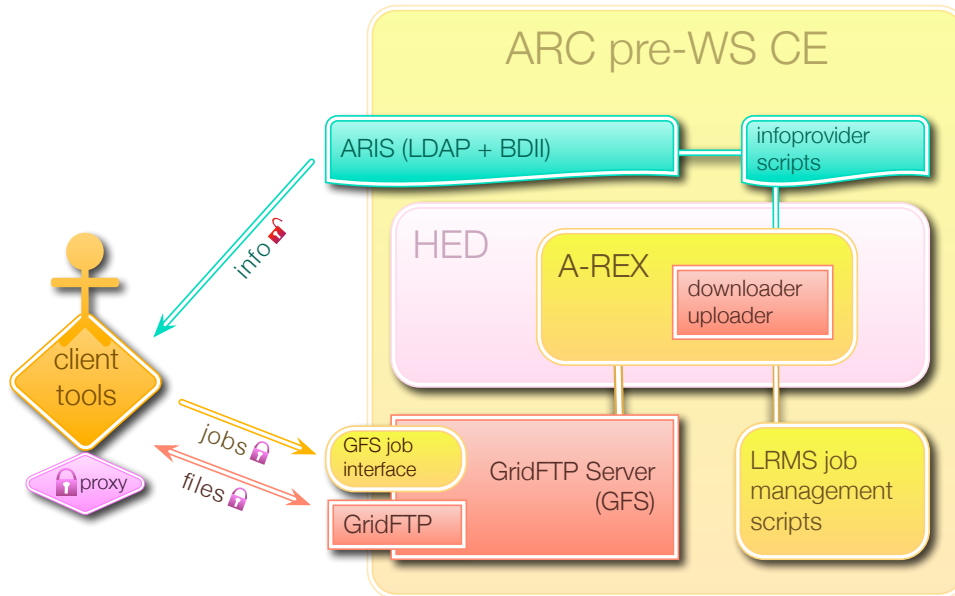 ARC pre-WS CE
ARIS (LDAP + BDII)
infoprovider
scripts
info
HED
A-REX
downloader
uploader
client
tools
proxy
jobs
files
GFS job
interface
GridFTP
GridFTP Server
(GFS)
LRMS job
management
scripts